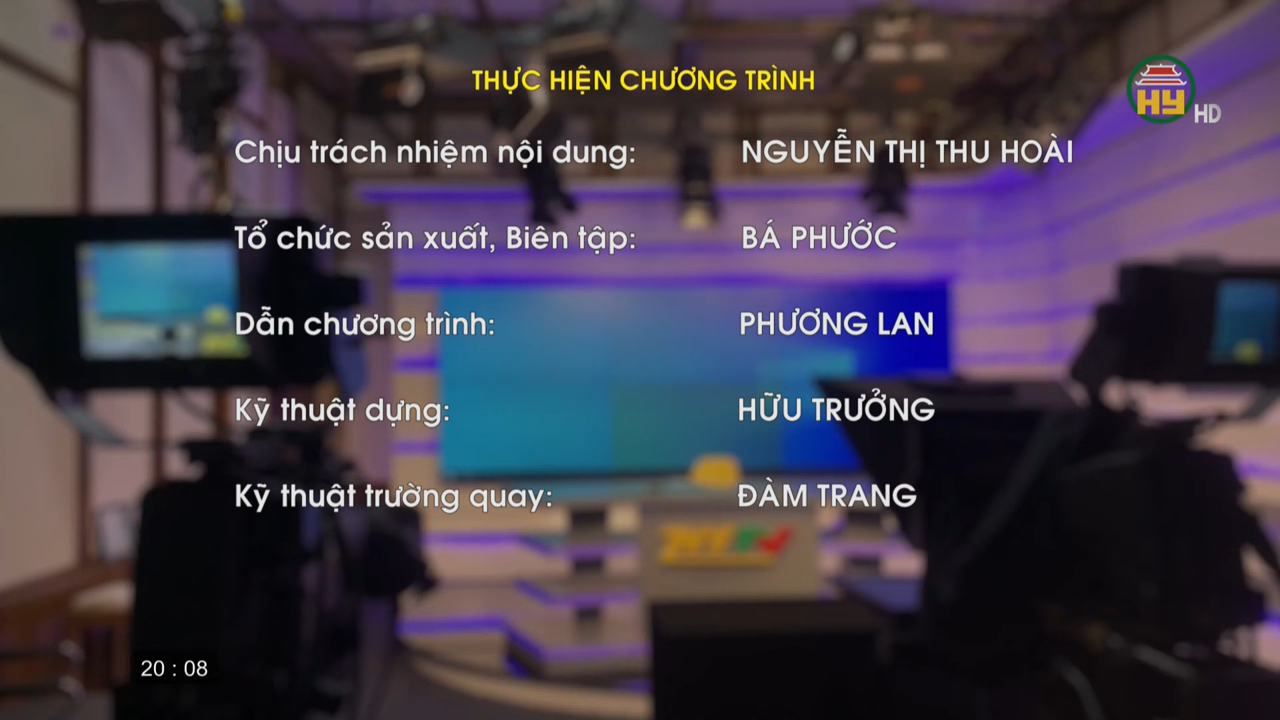 THỰC HIỆN CHƯƠNG TRÌNH
HY HD
Chịu trách nhiệm nội dung: NGUYỄN THỊ THU HOÀI
Tổ chức sản xuất, Biên tập: BÁ PHƯỚC
Dẫn chương trình: PHƯƠNG LAN
Kỹ thuật dựng: HỮU TRƯỞNG
Kỹ thuật trường quay: ĐÀM TRANG
20 : 08